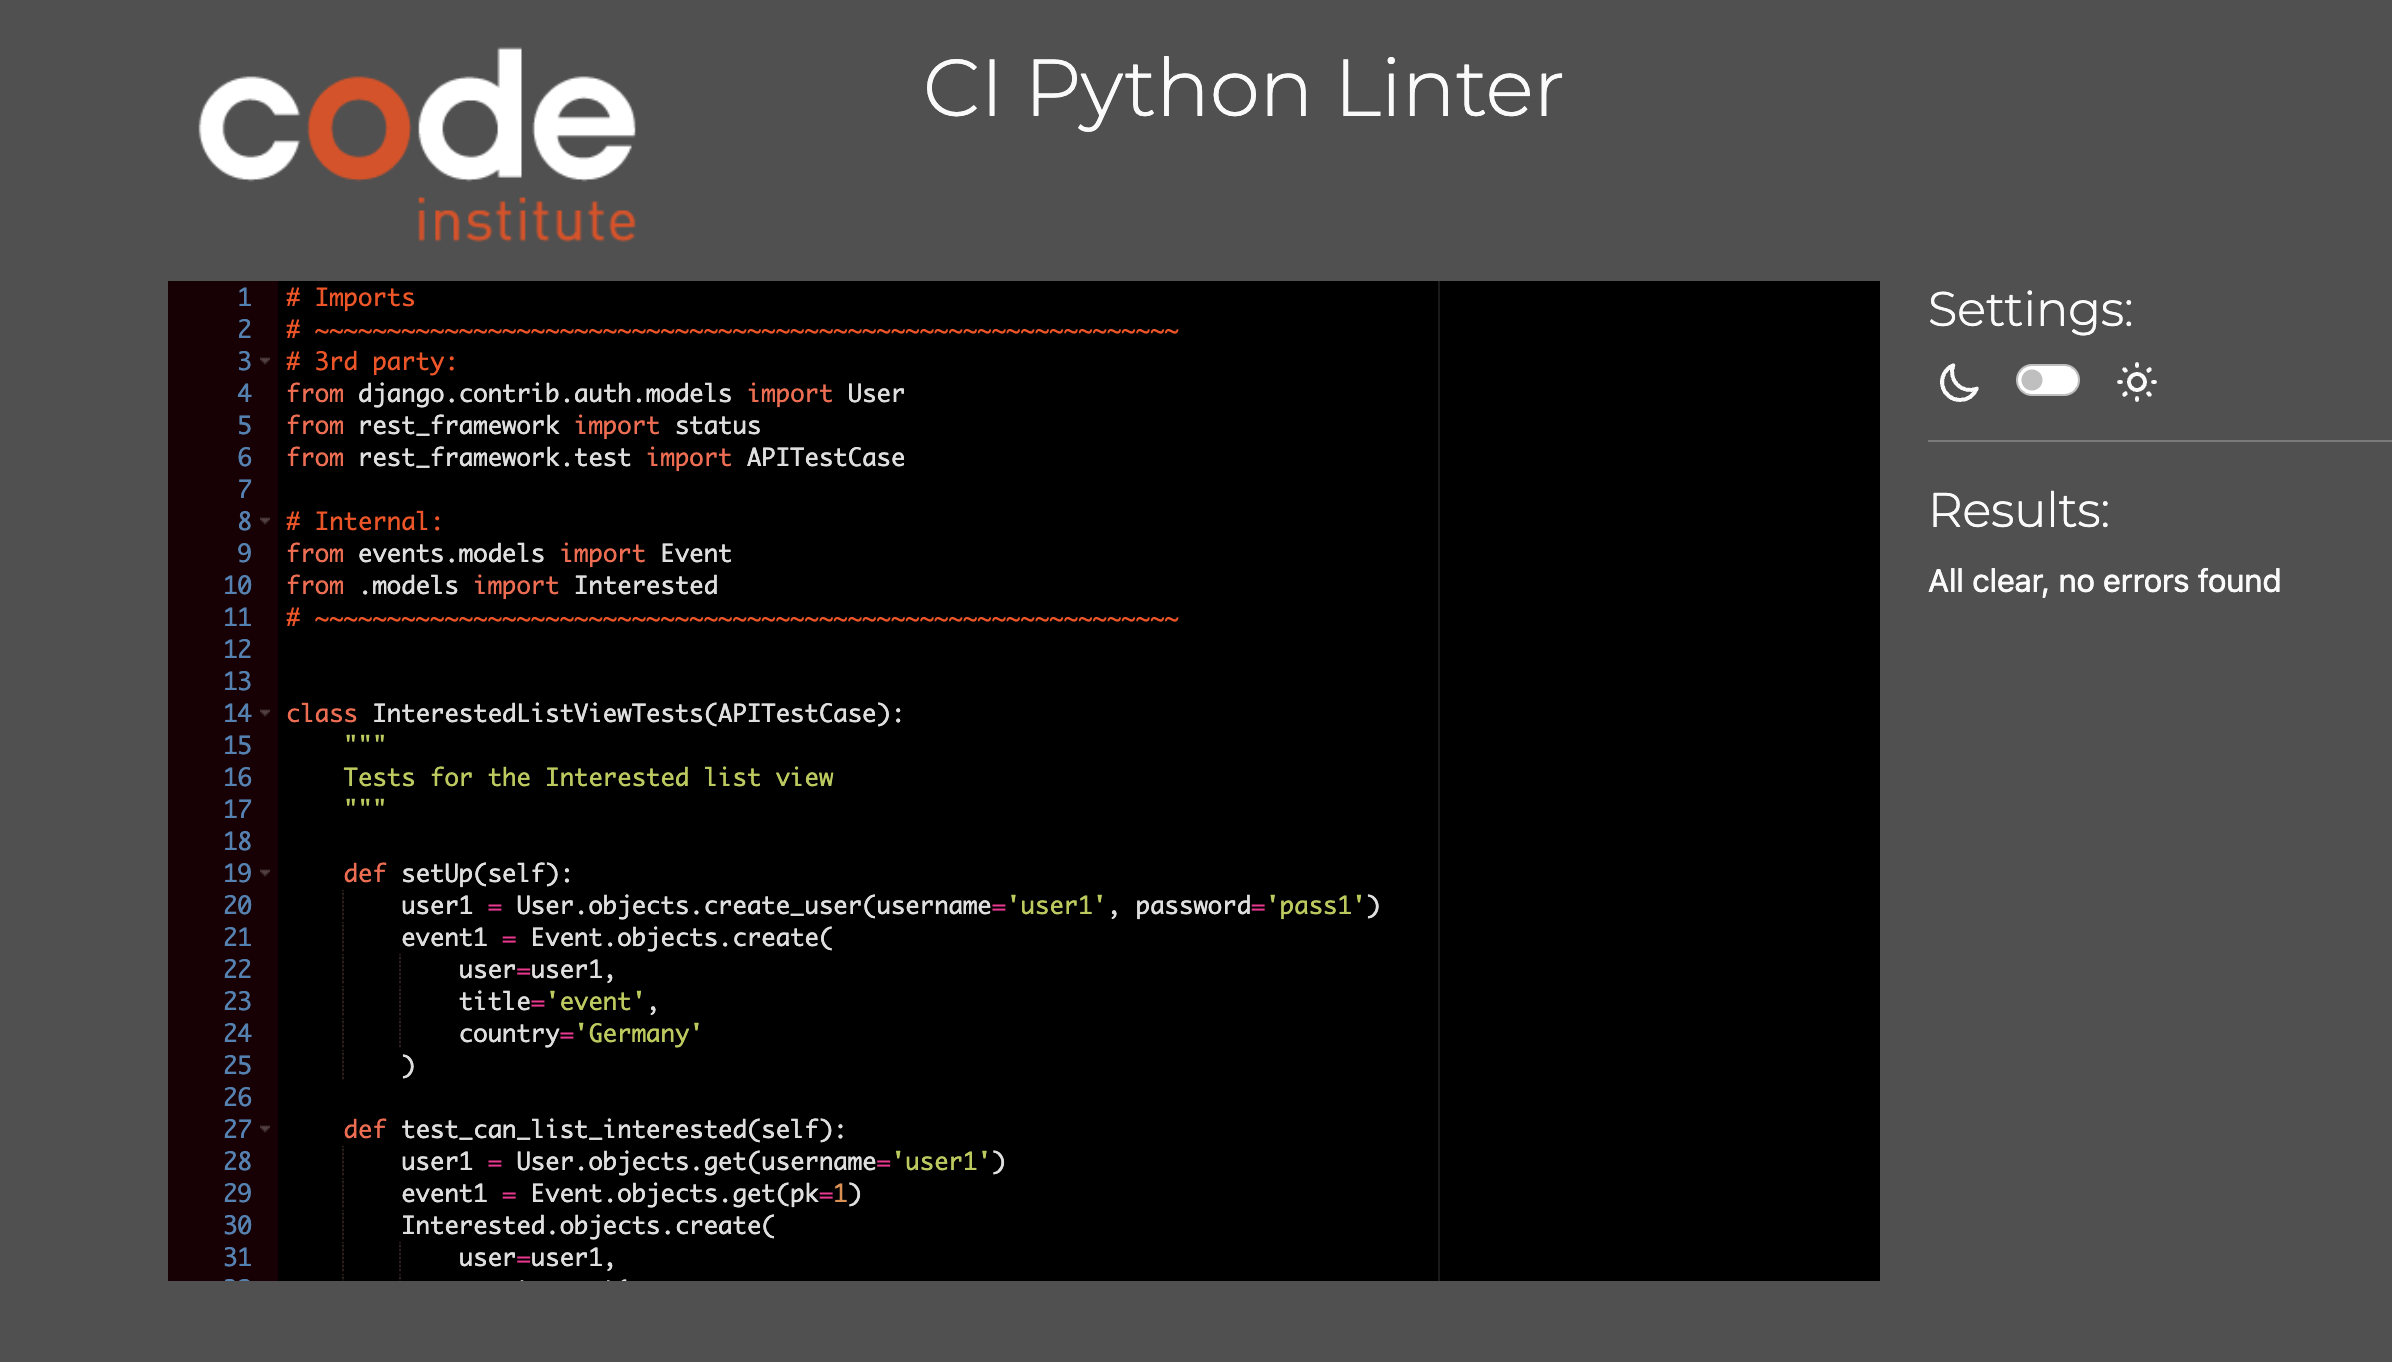 code
institute
CI Python Linter
1 # Imports
2 # ~~~~~~~~~~~~~~~~~~~~~~~~~~~~~~~~~~~~~~~~~~~~~~~~~~~~~~~~~~~~
3 # 3rd party:
4 from django.contrib.auth.models import User
5 from rest_framework import status
6 from rest_framework.test import APITestCase
7
8 # Internal:
9 from events.models import Event
10 from .models import Interested
11 # ~~~~~~~~~~~~~~~~~~~~~~~~~~~~~~~~~~~~~~~~~~~~~~~~~~~~~~~~~~~~
12
13
14 class InterestedListViewTests(APITestCase):
15     """
16     Tests for the Interested list view
17     """
18
19     def setUp(self):
20         user1 = User.objects.create_user(username='user1', password='pass1')
21         event1 = Event.objects.create(
22             user=user1,
23             title='event',
24             country='Germany'
25         )
26
27     def test_can_list_interested(self):
28         user1 = User.objects.get(username='user1')
29         event1 = Event.objects.get(pk=1)
30         Interested.objects.create(
31             user=user1,
Settings:
Results:
All clear, no errors found